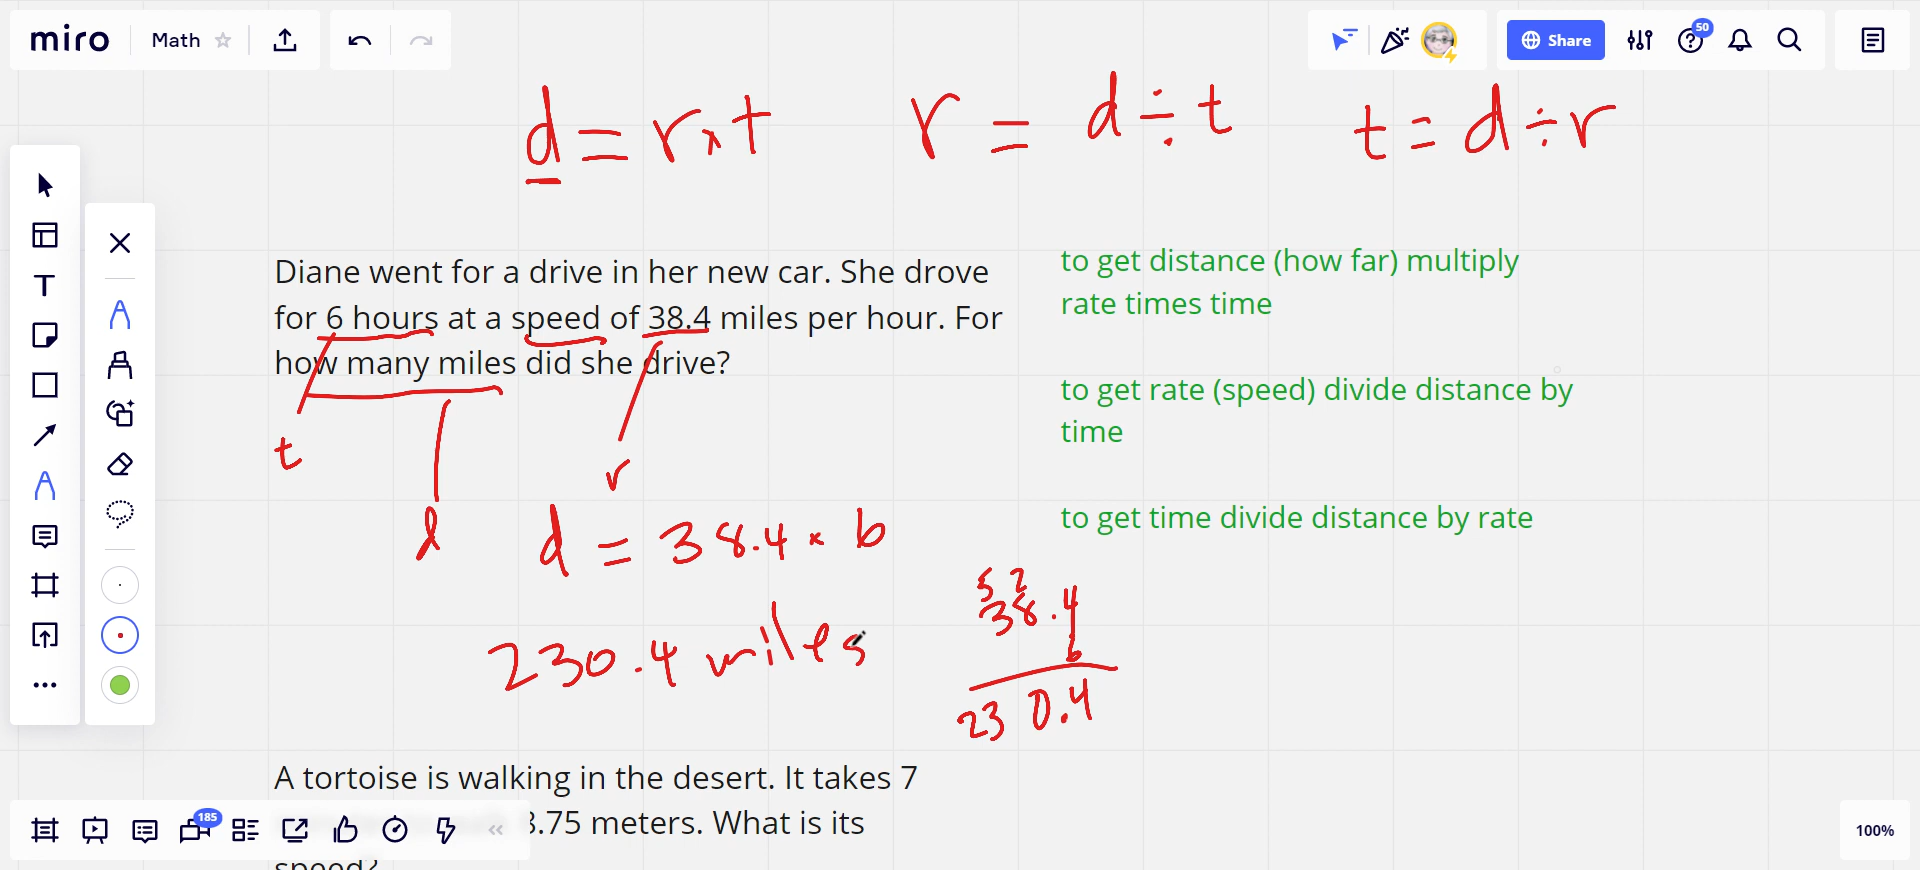 miro
Math
Share
50
d = r x t
r = d ÷ t
t = d ÷ r
Diane went for a drive in her new car. She drove
for 6 hours at a speed of 38.4 miles per hour. For
how many miles did she drive?
to get distance (how far) multiply
rate times time
to get rate (speed) divide distance by
time
to get time divide distance by rate
t
r
d
d = 38.4 x 6
230.4 miles
5 2
38.4
6
230.4
A tortoise is walking in the desert. It takes 7
.75 meters. What is its
speed?
T
185
100%